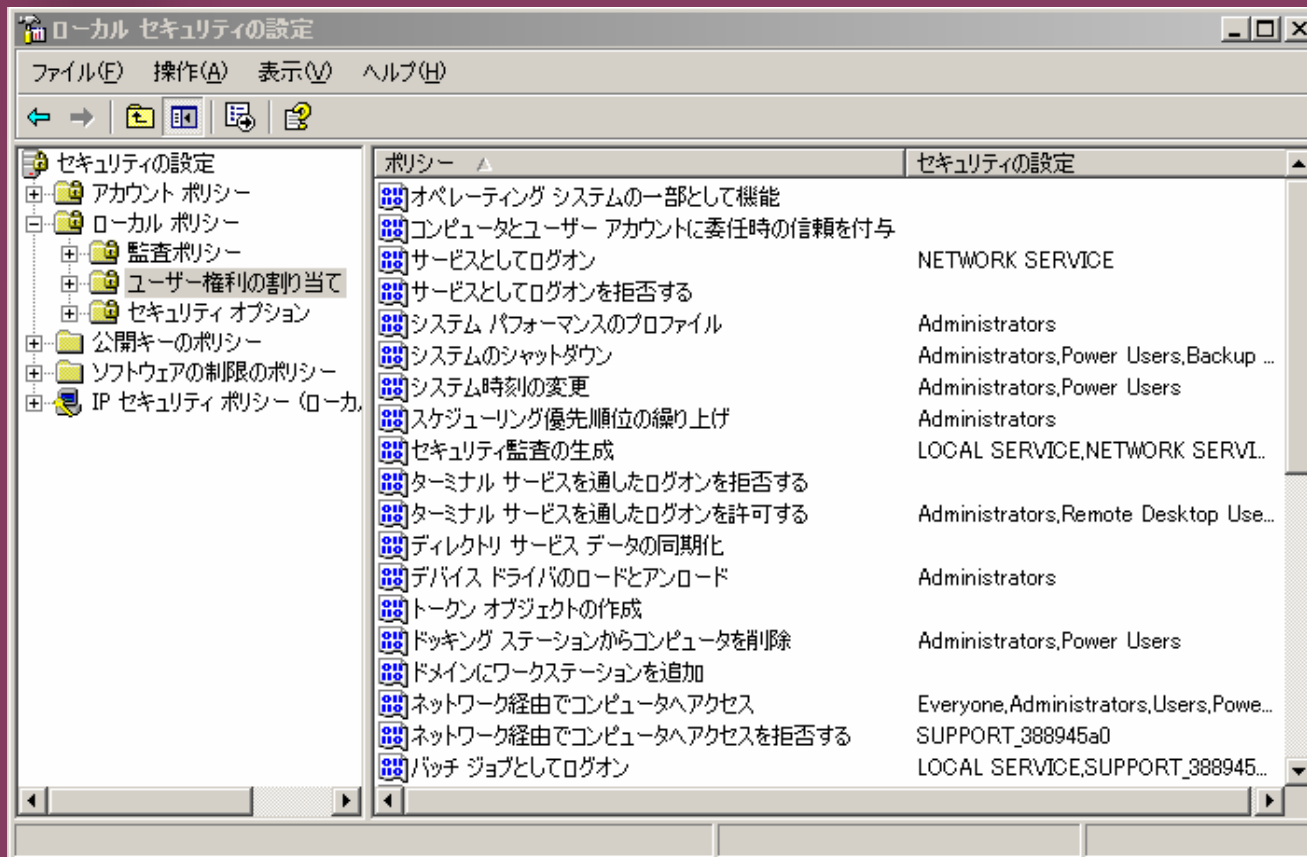 ローカル セキュリティの設定
ファイル(F) 操作(A) 表示(V) ヘルプ(H)
セキュリティの設定
アカウント ポリシー
ローカル ポリシー
監査ポリシー
ユーザー権利の割り当て
セキュリティ オプション
公開キーのポリシー
ソフトウェアの制限のポリシー
IP セキュリティ ポリシー (ローカ
ポリシー セキュリティの設定
オペレーティング システムの一部として機能
コンピュータとユーザー アカウントに委任時の信頼を付与
サービスとしてログオン NETWORK SERVICE
サービスとしてログオンを拒否する
システム パフォーマンスのプロファイル Administrators
システムのシャットダウン Administrators,Power Users,Backup ...
システム時刻の変更 Administrators,Power Users
スケジューリング優先順位の繰り上げ Administrators
セキュリティ監査の生成 LOCAL SERVICE,NETWORK SERVI...
ターミナル サービスを通したログオンを拒否する
ターミナル サービスを通したログオンを許可する Administrators,Remote Desktop Use...
ディレクトリ サービス データの同期化
デバイス ドライバのロードとアンロード Administrators
トークン オブジェクトの作成
ドッキング ステーションからコンピュータを削除 Administrators,Power Users
ドメインにワークステーションを追加
ネットワーク経由でコンピュータへアクセス Everyone,Administrators,Users,Powe...
ネットワーク経由でコンピュータへアクセスを拒否する SUPPORT_388945a0
バッチ ジョブとしてログオン LOCAL SERVICE,SUPPORT_388945...